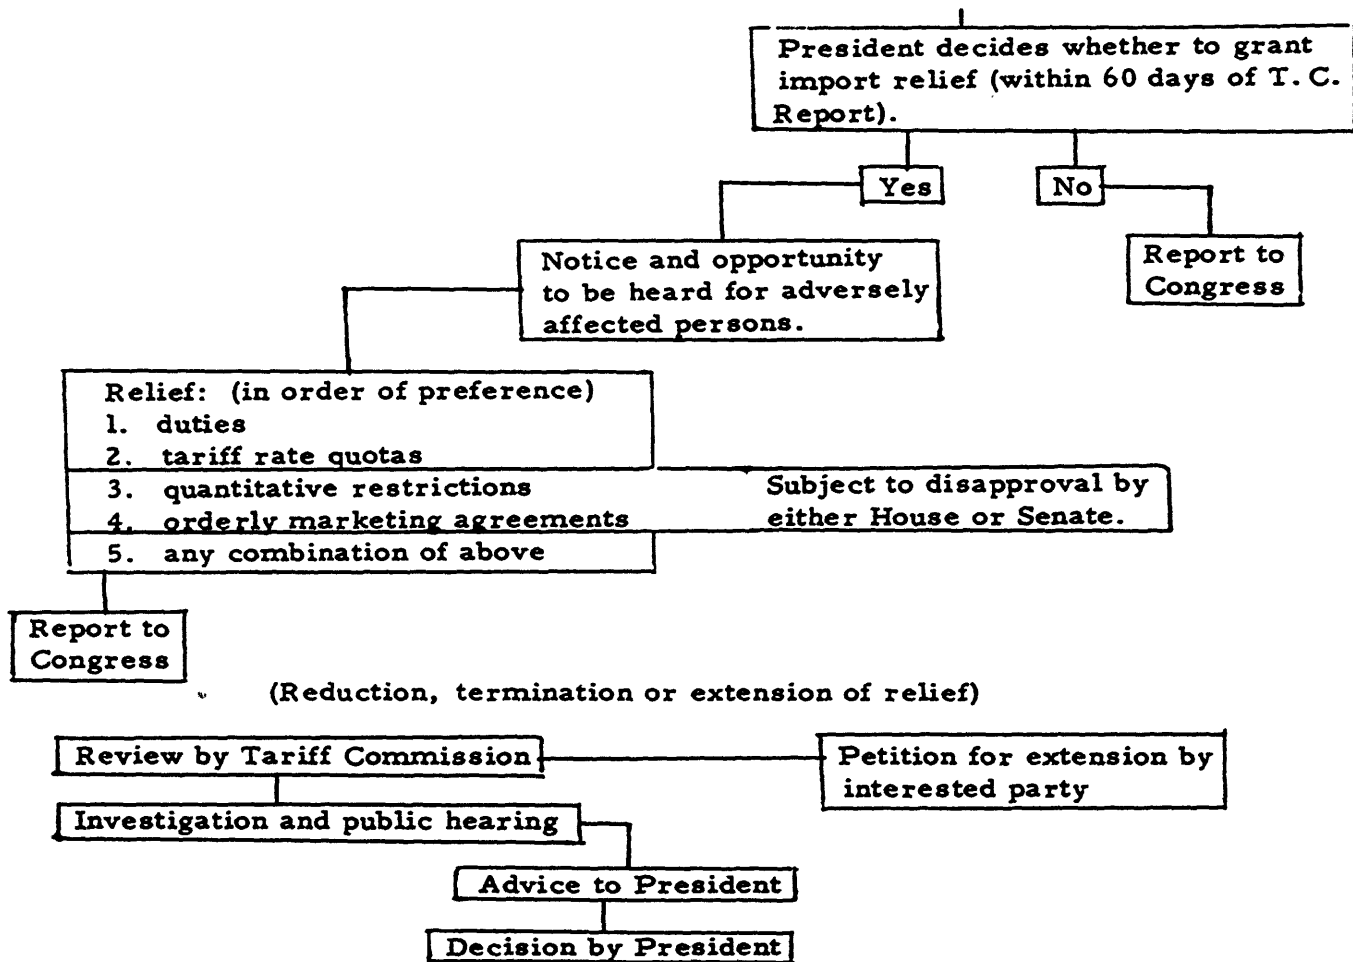 President decides whether to grant
import relief (within 60 days of T. C.
Report).
Yes
No
Notice and opportunity
to be heard for adversely
affected persons.
Report to
Congress
Relief: (in order of preference)
1. duties
2. tariff rate quotas
3. quantitative restrictions
4. orderly marketing agreements
5. any combination of above
Subject to disapproval by
either House or Senate.
Report to
Congress
(Reduction, termination or extension of relief)
Review by Tariff Commission
Petition for extension by
interested party
Investigation and public hearing
Advice to President
Decision by President